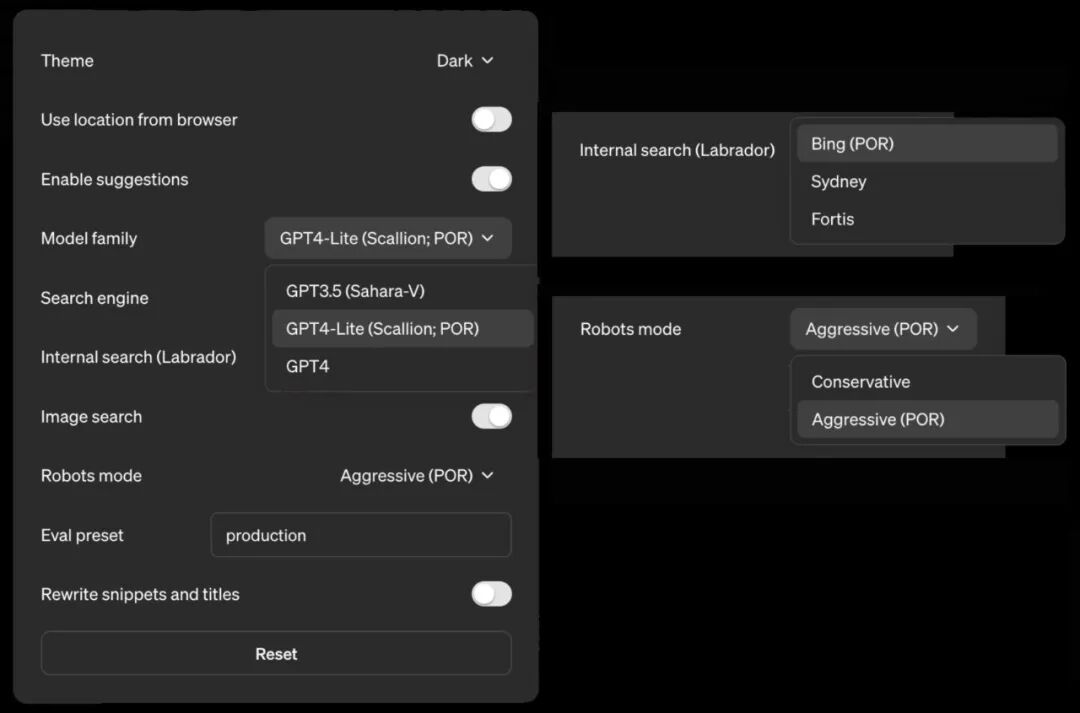 Theme
Dark
Use location from browser
Enable suggestions
Model family
GPT4-Lite (Scallion; POR)
GPT3.5 (Sahara-V)
Search engine
GPT4-Lite (Scallion; POR)
Internal search (Labrador)
GPT4
Image search
Robots mode
Aggressive (POR)
Eval preset
production
Rewrite snippets and titles
Reset
Internal search (Labrador)
Bing (POR)
Sydney
Fortis
Robots mode
Aggressive (POR)
Conservative
Aggressive (POR)